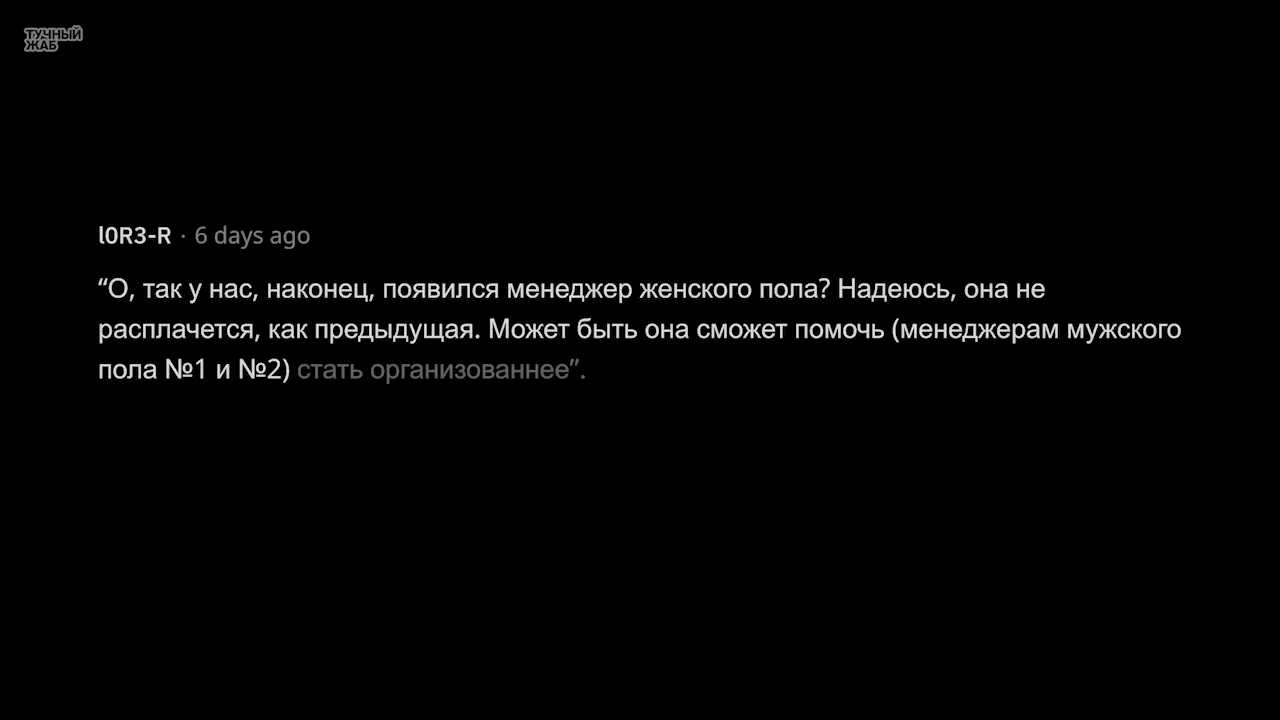 ТУЧНЫЙ
ЖАБ
l0R3-R · 6 days ago
“О, так у нас, наконец, появился менеджер женского пола? Надеюсь, она не
расплачется, как предыдущая. Может быть она сможет помочь (менеджерам мужского
пола №1 и №2) стать организованнее”.